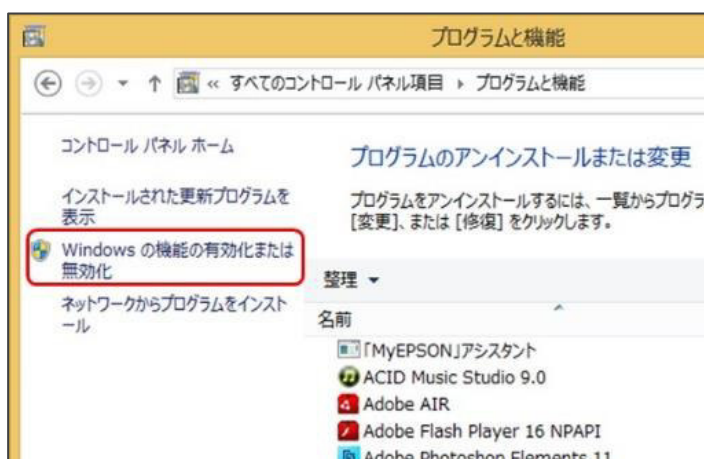 プログラムと機能
« すべてのコントロール パネル項目 ▸ プログラムと機能
コントロール パネル ホーム
インストールされた更新プログラムを
表示
Windows の機能の有効化または
無効化
ネットワークからプログラムをインスト
ール
プログラムのアンインストールまたは変更
プログラムをアンインストールするには、一覧からプログラ
[変更]、または [修復] をクリックします。
整理
名前
「MyEPSON」アシスタント
ACID Music Studio 9.0
Adobe AIR
Adobe Flash Player 16 NPAPI
Adobe Photoshop Elements 11